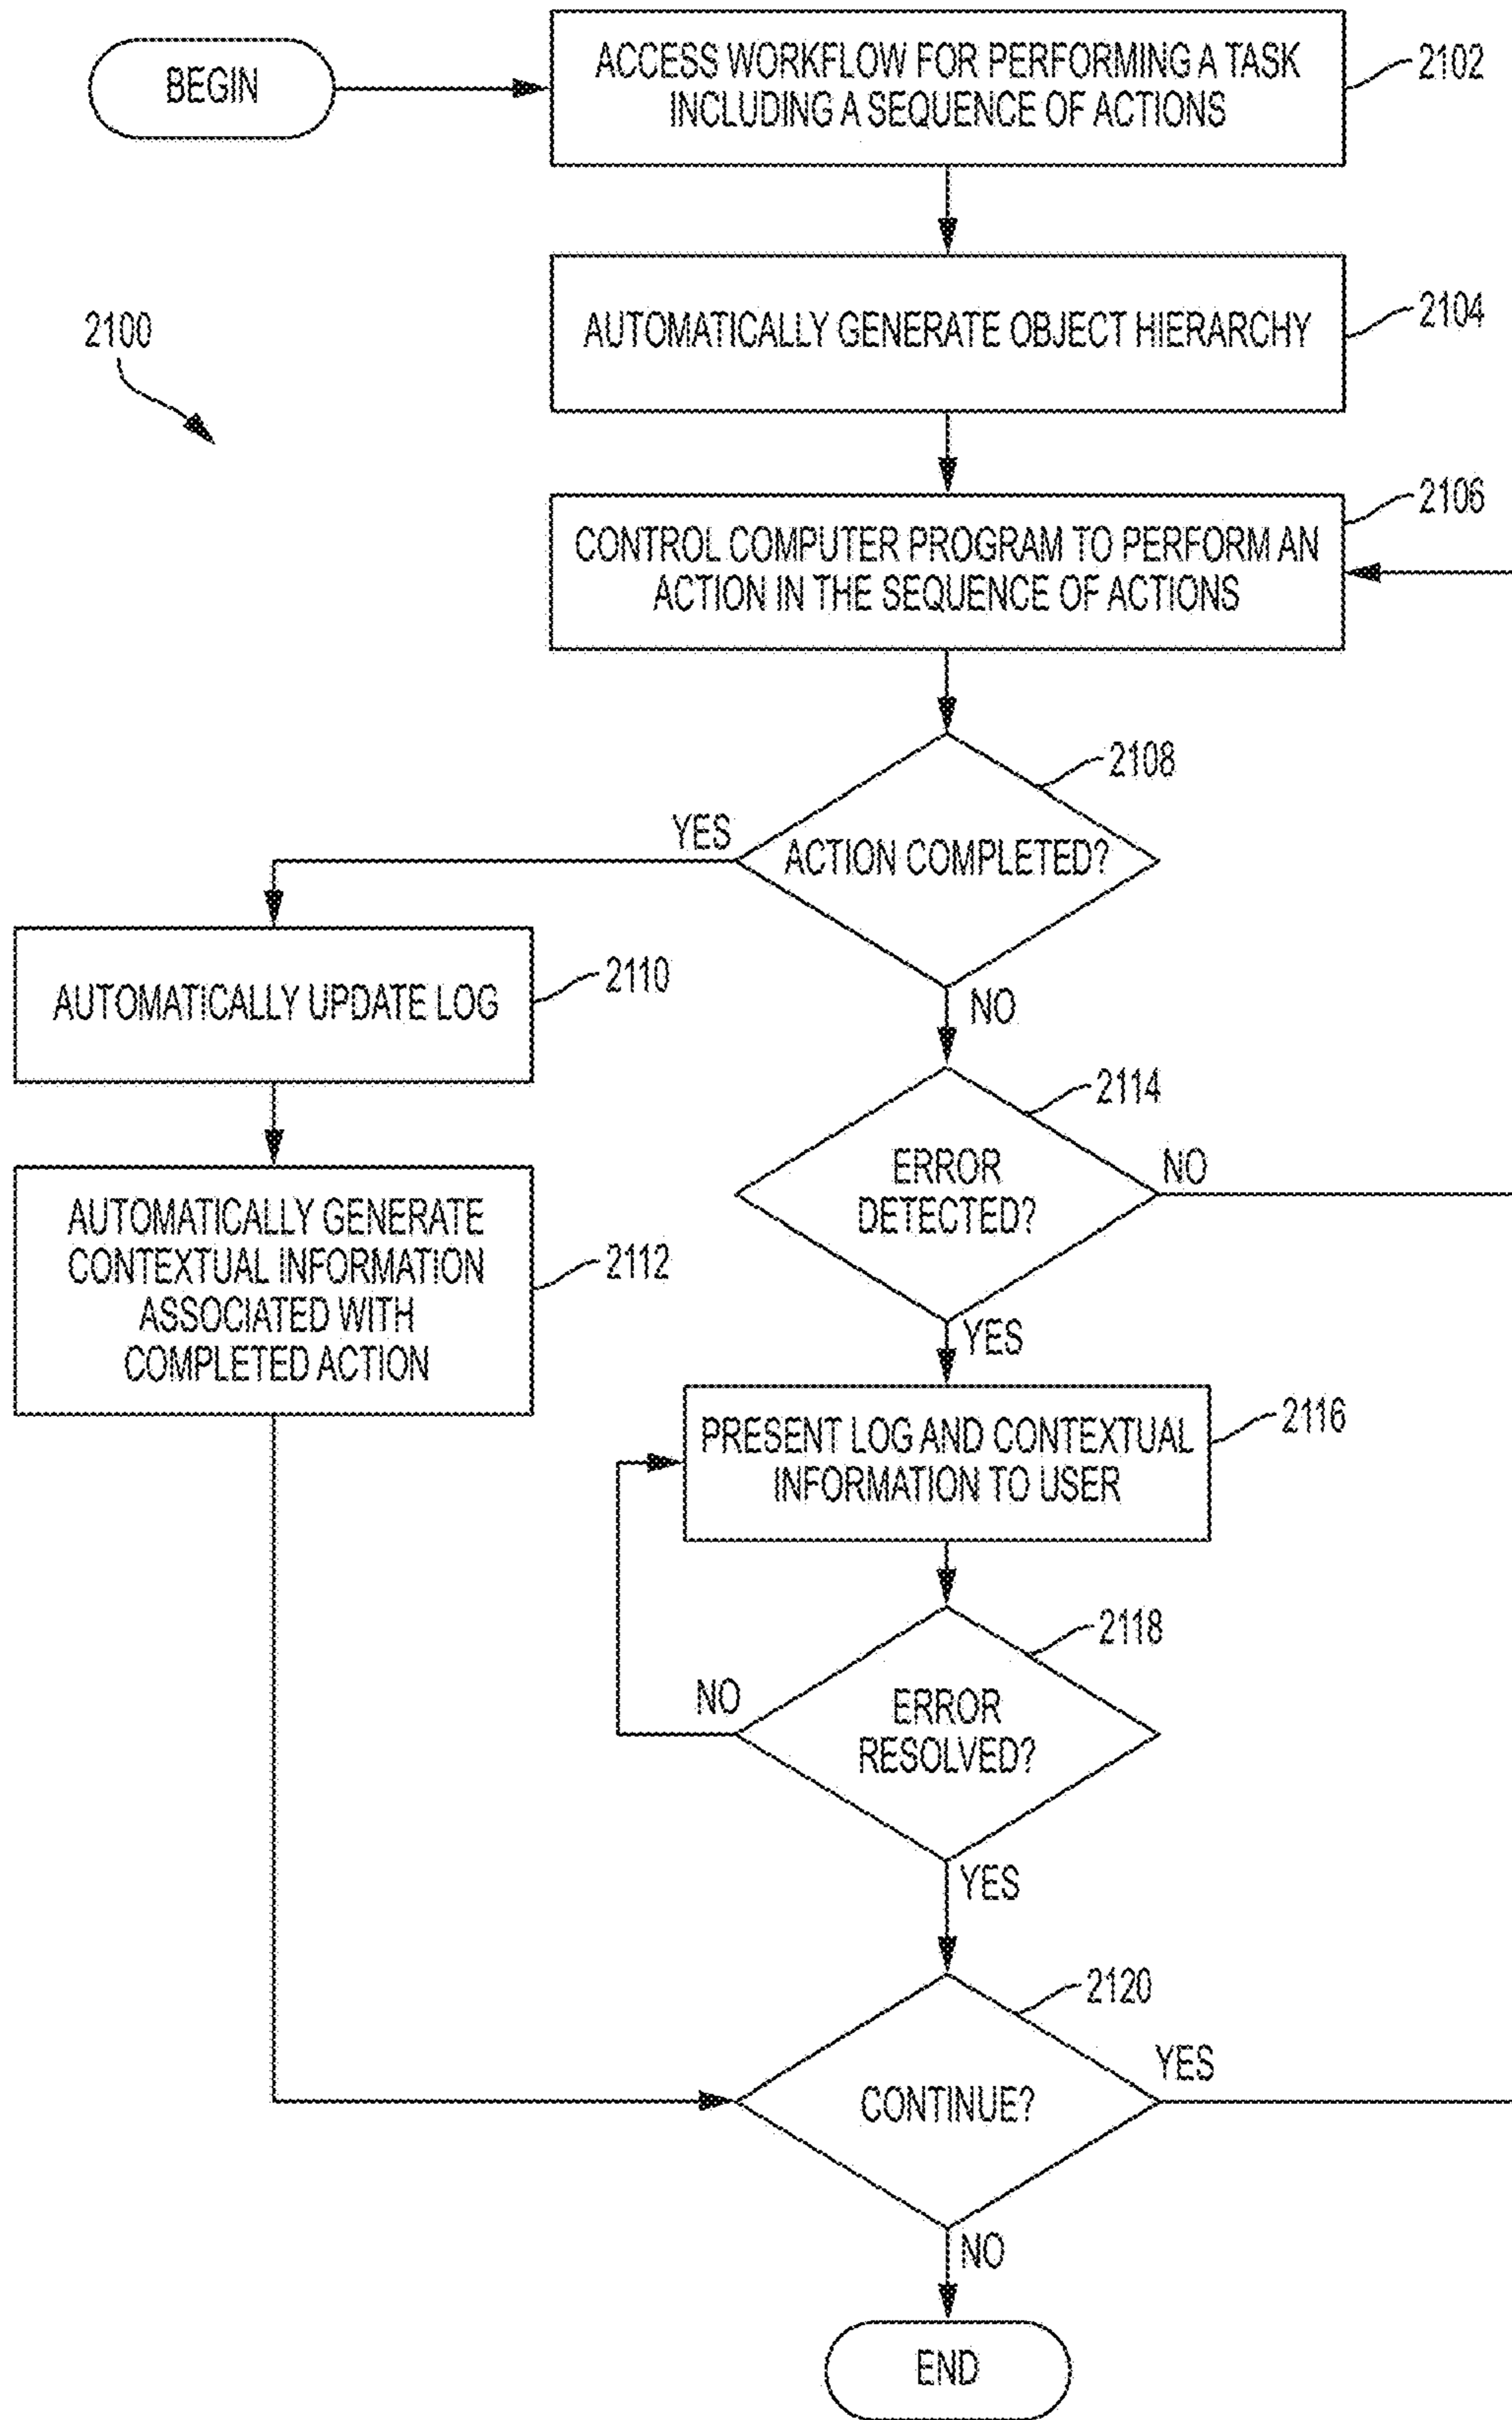 BEGIN
ACCESS WORKFLOW FOR PERFORMING A TASK
INCLUDING A SEQUENCE OF ACTIONS
2102
2100
AUTOMATICALLY GENERATE OBJECT HIERARCHY
2104
CONTROL COMPUTER PROGRAM TO PERFORM AN
ACTION IN THE SEQUENCE OF ACTIONS
2106
2108
YES
ACTION COMPLETED?
NO
AUTOMATICALLY UPDATE LOG
2110
2114
ERROR
DETECTED?
NO
YES
AUTOMATICALLY GENERATE
CONTEXTUAL INFORMATION
ASSOCIATED WITH
COMPLETED ACTION
2112
PRESENT LOG AND CONTEXTUAL
INFORMATION TO USER
2116
2118
NO
ERROR
RESOLVED?
YES
2120
YES
CONTINUE?
NO
END